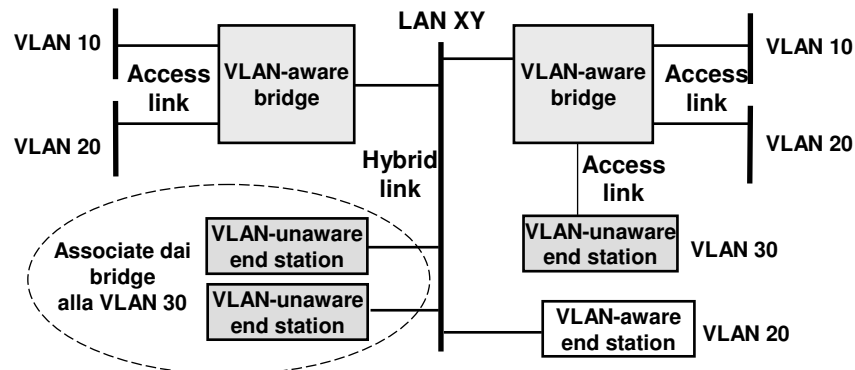 LAN XY
VLAN 10
VLAN-aware
bridge
Access
link
VLAN 20
VLAN-aware
bridge
VLAN 10
Access
link
VLAN 20
Hybrid
link
Access
link
VLAN-unaware
end station
VLAN 30
Associate dai
bridge
alla VLAN 30
VLAN-unaware
end station
VLAN-unaware
end station
VLAN-aware
end station
VLAN 20